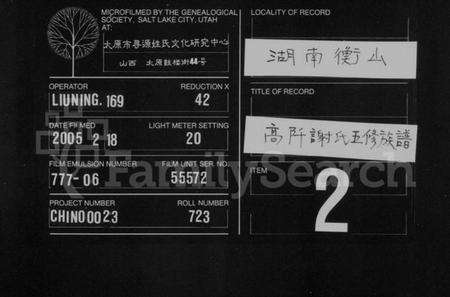 MICROFILMED BY THE GENEALOGICAL
SOCIETY, SALT LAKE CITY, UTAH
AT:
太原市寻源姓氏文化研究中心
山西 太原鼓楼街44号
OPERATOR
LIUNING. 169
REDUCTION X
42
DATE FILMED
2005 2 18
LIGHT METER SETTING
20
FILM EMULSION NUMBER
777-06
FILM UNIT SER. NO.
55572
PROJECT NUMBER
CHINO0023
ROLL NUMBER
723
LOCALITY OF RECORD
湖南衡山
TITLE OF RECORD
高阡謝氏五修族譜
ITEM
2
FamilySearch